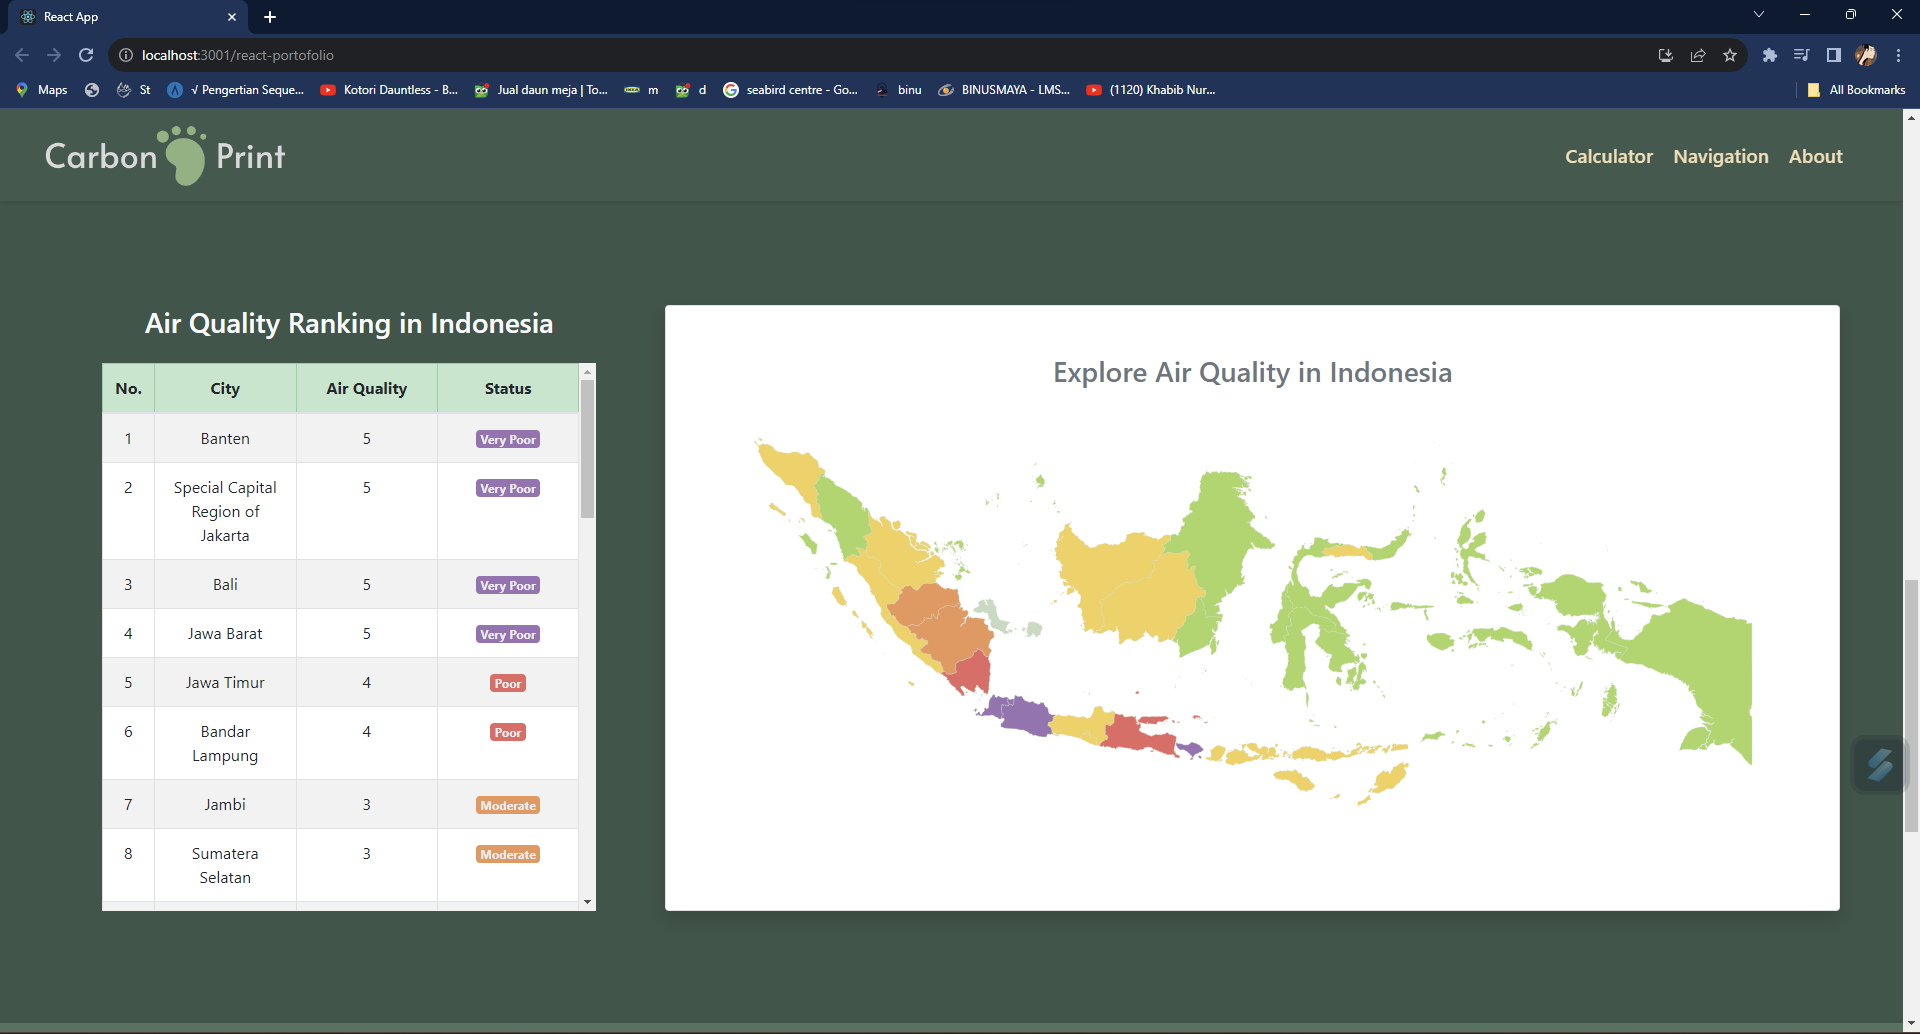 React App
localhost:3001/react-portofolio
Maps
St
√ Pengertian Seque...
Kotori Dauntless - B...
Jual daun meja | To...
m
d
seabird centre - Go...
binu
BINUSMAYA - LMS...
(1120) Khabib Nur...
All Bookmarks
Carbon Print
Calculator Navigation About
Air Quality Ranking in Indonesia
No. City Air Quality Status
1 Banten 5 Very Poor
2 Special Capital 5 Very Poor
Region of
Jakarta
3 Bali 5 Very Poor
4 Jawa Barat 5 Very Poor
5 Jawa Timur 4 Poor
6 Bandar 4 Poor
Lampung
7 Jambi 3 Moderate
8 Sumatera 3 Moderate
Selatan
Explore Air Quality in Indonesia